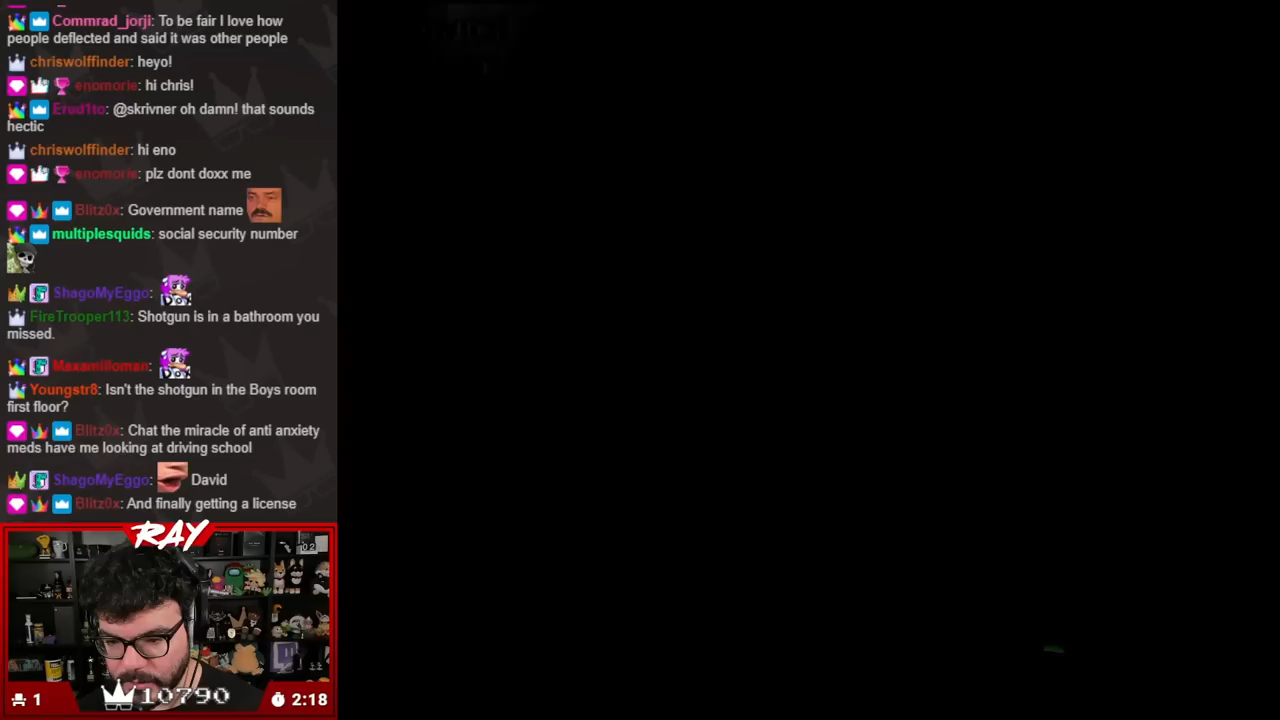 Commrad_jorji: To be fair I love how
people deflected and said it was other people
chriswolffinder: heyo!
enomorie: hi chris!
Erud1to: @skrivner oh damn! that sounds
hectic
chriswolffinder: hi eno
enomorie: plz dont doxx me
Blitz0x: Government name
multiplesquids: social security number
ShagoMyEggo:
FireTrooper113: Shotgun is in a bathroom you
missed.
Maxamilloman:
Youngstr8: Isn't the shotgun in the Boys room
first floor?
Blitz0x: Chat the miracle of anti anxiety
meds have me looking at driving school
ShagoMyEggo: David
Blitz0x: And finally getting a license
RAY
1
10790
2:18